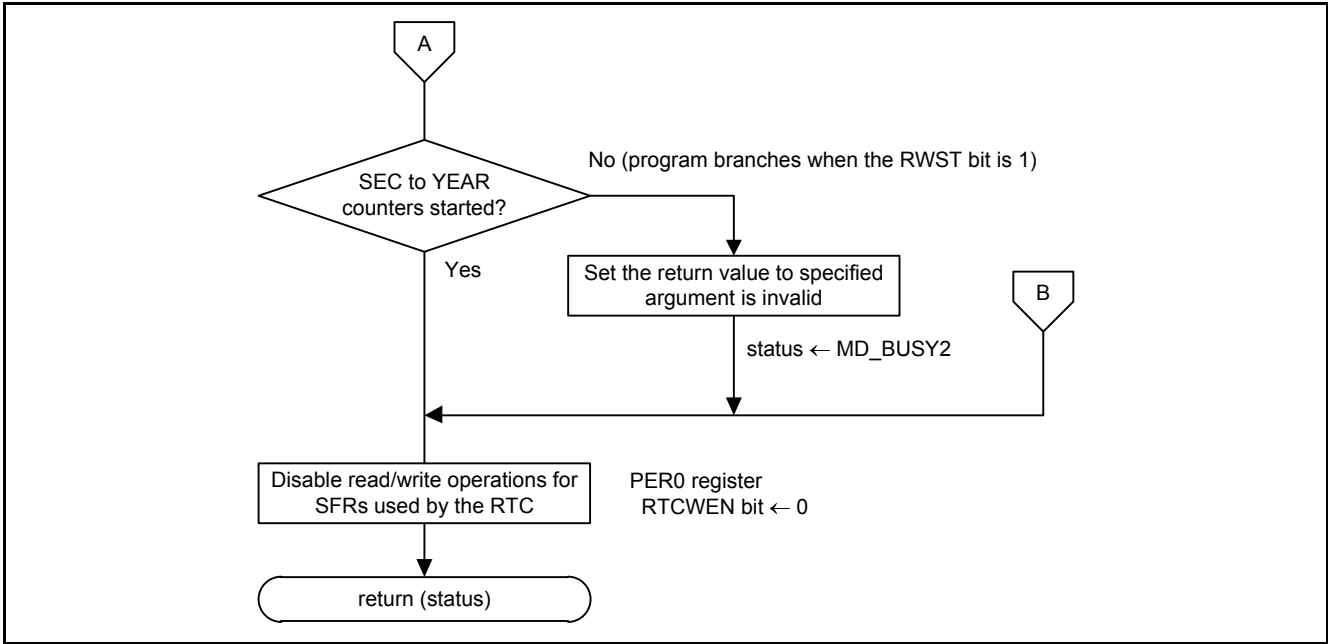 A
No (program branches when the RWST bit is 1)
SEC to YEAR
counters started?
Yes
Set the return value to specified
argument is invalid
B
status ← MD_BUSY2
Disable read/write operations for
SFRs used by the RTC
PER0 register
RTCWEN bit ← 0
return (status)